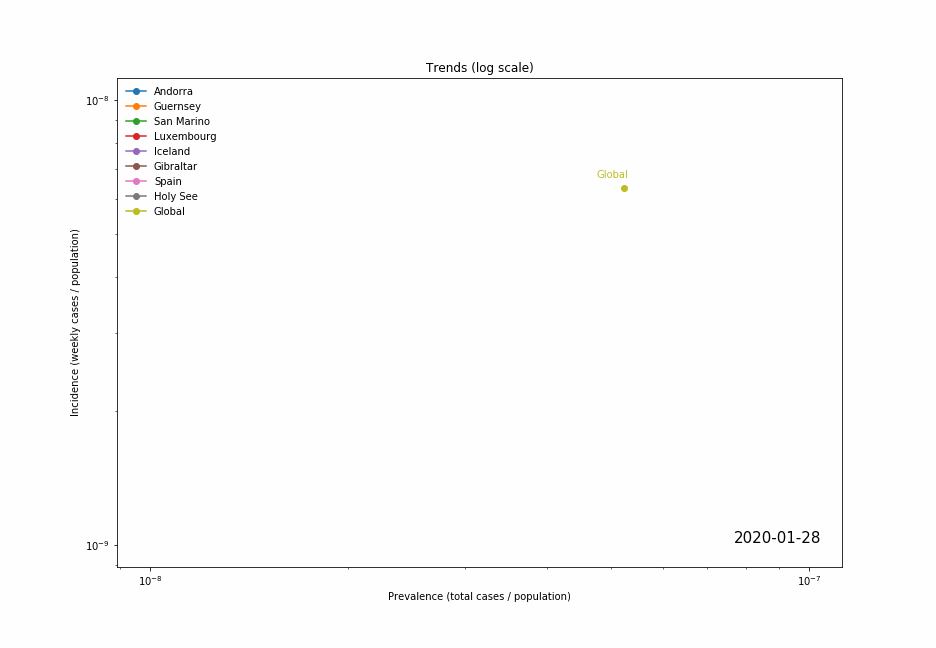 Trends (log scale)
Andorra
Guernsey
San Marino
Luxembourg
Iceland
Gibraltar
Spain
Holy See
Global
Global
10⁻⁸
10⁻⁹
Incidence (weekly cases / population)
2020-01-28
10⁻⁸
10⁻⁷
Prevalence (total cases / population)